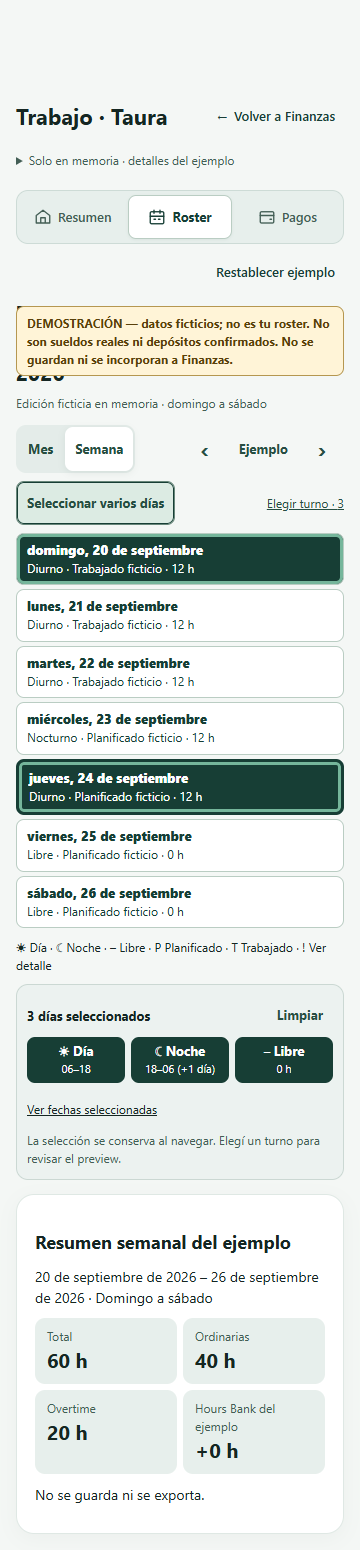 Trabajo · Taura
← Volver a Finanzas
▶ Solo en memoria · detalles del ejemplo
Resumen
Roster
Pagos
Restablecer ejemplo
DEMOSTRACIÓN — datos ficticios; no es tu roster. No
son sueldos reales ni depósitos confirmados. No se
guardan ni se incorporan a Finanzas.
2026
Edición ficticia en memoria · domingo a sábado
Mes
Semana
‹
Ejemplo
›
Seleccionar varios días
Elegir turno · 3
domingo, 20 de septiembre
Diurno · Trabajado ficticio · 12 h
lunes, 21 de septiembre
Diurno · Trabajado ficticio · 12 h
martes, 22 de septiembre
Diurno · Trabajado ficticio · 12 h
miércoles, 23 de septiembre
Nocturno · Planificado ficticio · 12 h
jueves, 24 de septiembre
Diurno · Planificado ficticio · 12 h
viernes, 25 de septiembre
Libre · Planificado ficticio · 0 h
sábado, 26 de septiembre
Libre · Planificado ficticio · 0 h
☀ Día · ☾ Noche · – Libre · P Planificado · T Trabajado · ! Ver
detalle
3 días seleccionados
Limpiar
☀ Día
06–18
☾ Noche
18–06 (+1 día)
– Libre
0 h
Ver fechas seleccionadas
La selección se conserva al navegar. Elegí un turno para
revisar el preview.
Resumen semanal del ejemplo
20 de septiembre de 2026 – 26 de septiembre
de 2026 · Domingo a sábado
Total
60 h
Ordinarias
40 h
Overtime
20 h
Hours Bank del
ejemplo
+0 h
No se guarda ni se exporta.